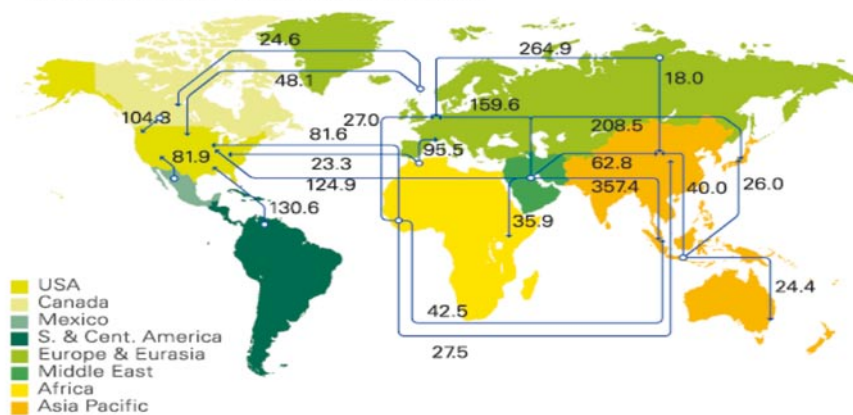 24.6
264.9
48.1
18.0
104.3
27.0
159.6
81.6
208.5
81.9
23.3
95.5
62.8
124.9
357.4
40.0
26.0
130.6
35.9
24.4
42.5
27.5
USA
Canada
Mexico
S. & Cent. America
Europe & Eurasia
Middle East
Africa
Asia Pacific